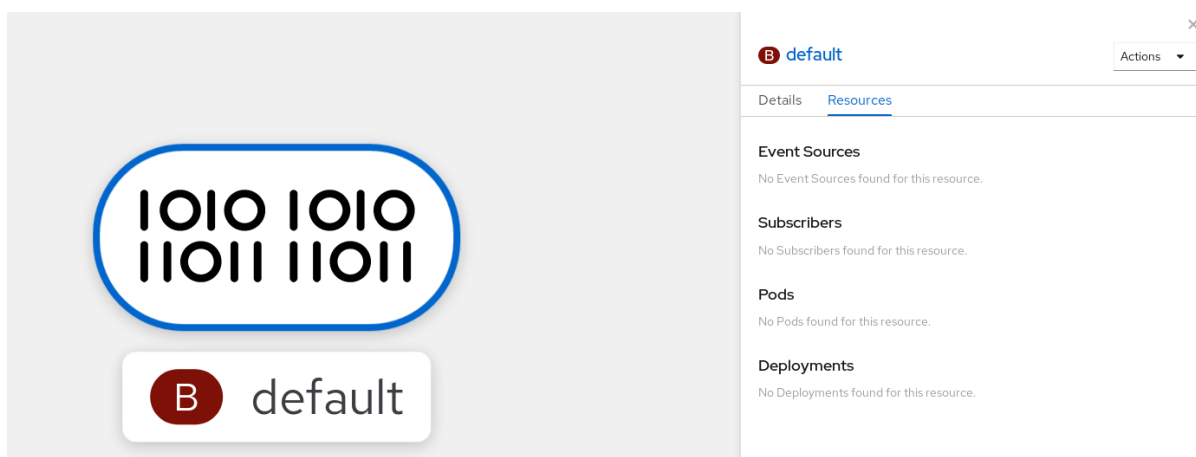 1010 1010
11011 11011
B default
B default
Actions
Details Resources
Event Sources
No Event Sources found for this resource.
Subscribers
No Subscribers found for this resource.
Pods
No Pods found for this resource.
Deployments
No Deployments found for this resource.